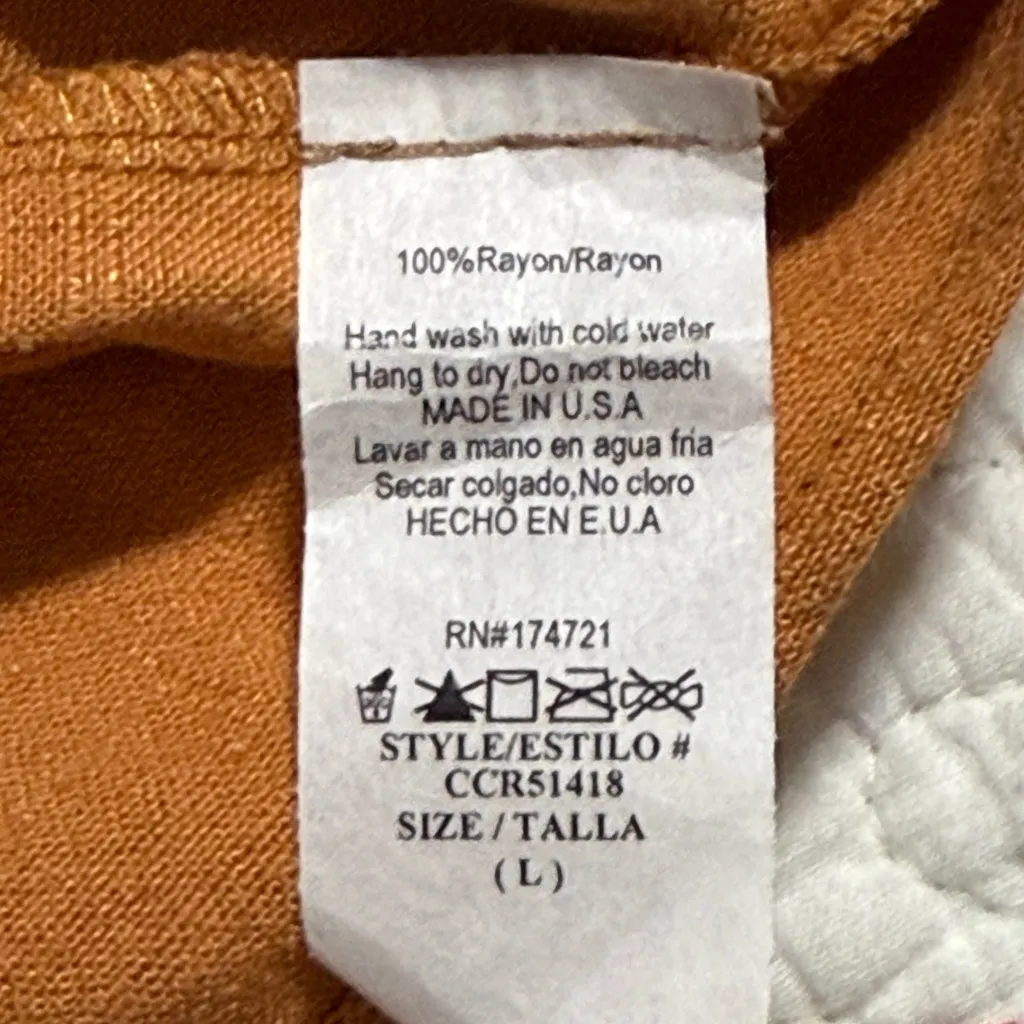 100%Rayon/Rayon
Hand wash with cold water
Hang to dry,Do not bleach
MADE IN U.S.A
Lavar a mano en agua fria
Secar colgado,No cloro
HECHO EN E.U.A
RN#174721
STYLE/ESTILO #
CCR51418
SIZE / TALLA
( L )